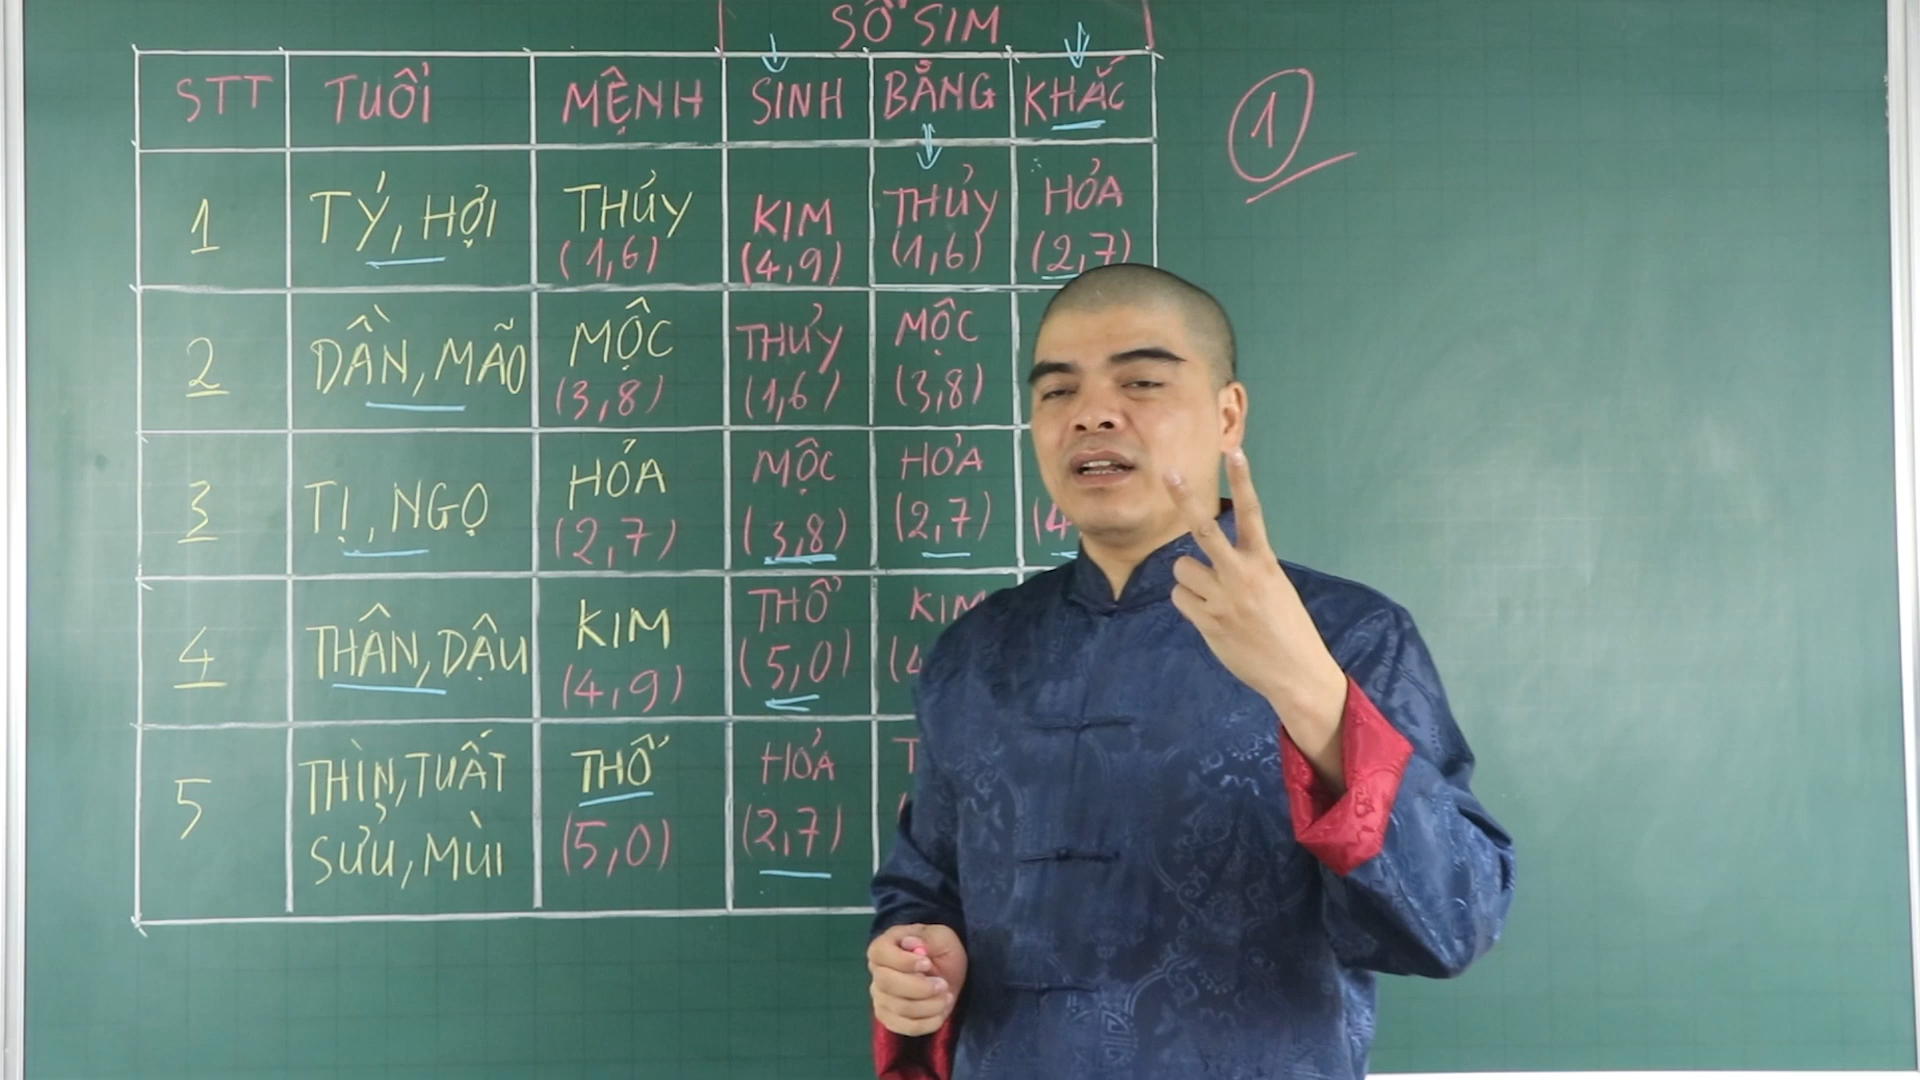 SỐ SIM
STT TUỔI MỆNH SINH BẰNG KHẮC
1
1 TÝ, HỢI THỦY KIM THỦY HỎA
(1,6) (4,9) (1,6) (2,7)
2 DẦN, MÃO MỘC THỦY MỘC
(3,8) (1,6) (3,8)
3 TỊ, NGỌ HỎA MỘC HỎA
(2,7) (3,8) (2,7) (4
4 THÂN, DẬU KIM THỔ KIM
(4,9) (5,0) (4
5 THÌN, TUẤT THỔ HỎA T
SỬU, MÙI (5,0) (2,7)